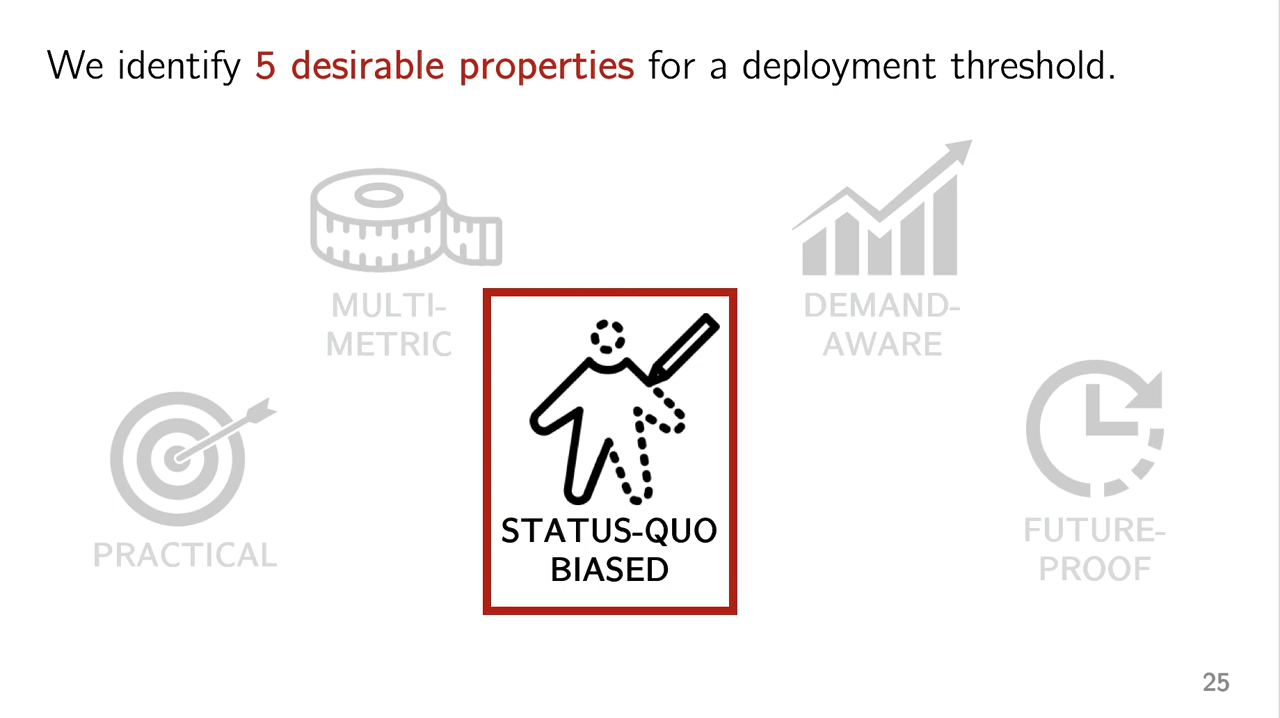 We identify 5 desirable properties for a deployment threshold.
MULTI-
METRIC
DEMAND-
AWARE
PRACTICAL
STATUS-QUO
BIASED
FUTURE-
PROOF
25